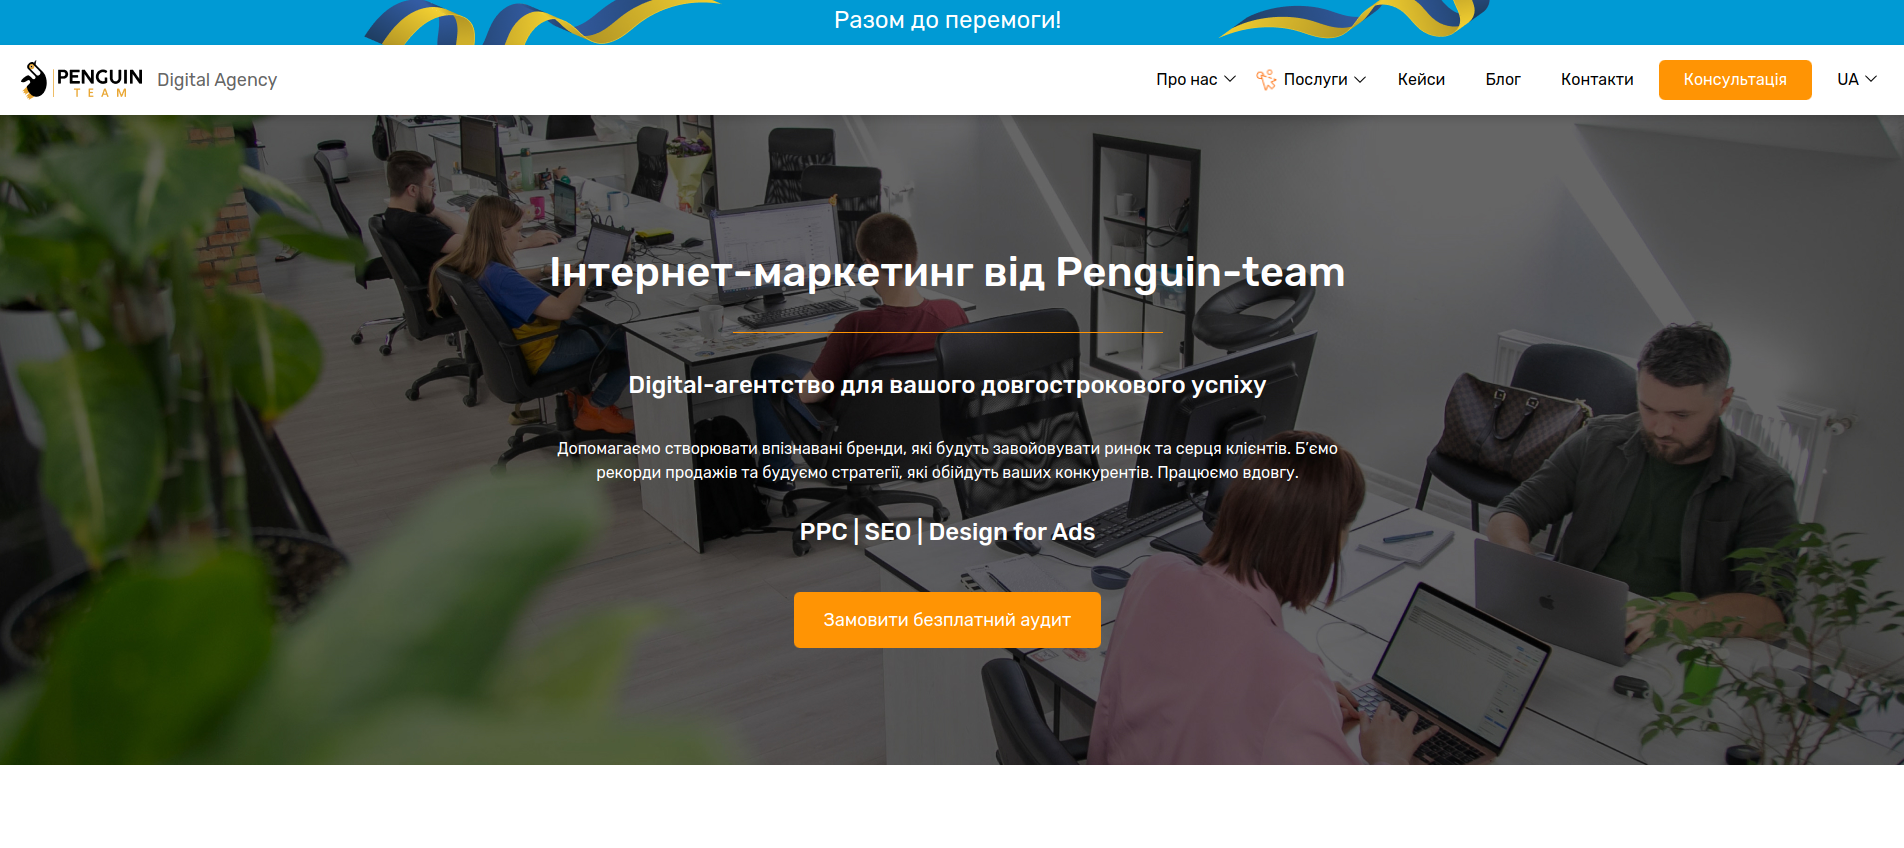 Разом до перемоги!
PENGUIN
TEAM
Digital Agency
Про нас
Послуги
Кейси
Блог
Контакти
Консультація
UA
Інтернет-маркетинг від Penguin-team
Digital-агентство для вашого довгострокового успіху
Допомагаємо створювати впізнавані бренди, які будуть завойовувати ринок та серця клієнтів. Б’ємо
рекорди продажів та будуємо стратегії, які обійдуть ваших конкурентів. Працюємо вдовгу.
PPC | SEO | Design for Ads
Замовити безплатний аудит